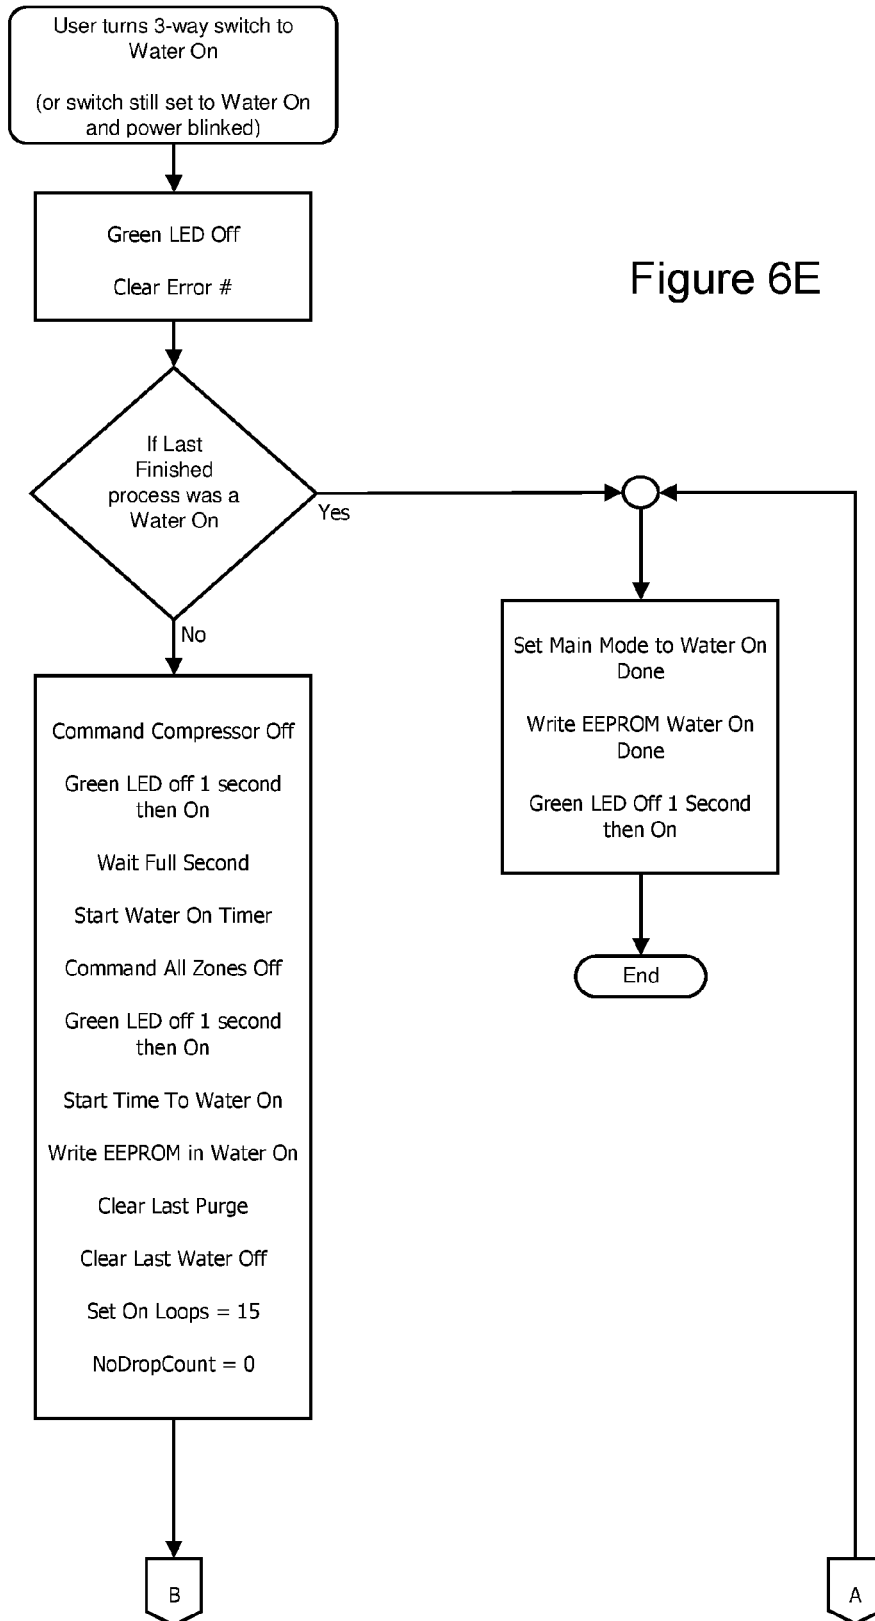 User turns 3-way switch to
Water On
(or switch still set to Water On
and power blinked)
Green LED Off
Clear Error #
Figure 6E
If Last
Finished
process was a
Water On
Yes
No
Set Main Mode to Water On
Done
Write EEPROM Water On
Done
Green LED Off 1 Second
then On
End
Command Compressor Off
Green LED off 1 second
then On
Wait Full Second
Start Water On Timer
Command All Zones Off
Green LED off 1 second
then On
Start Time To Water On
Write EEPROM in Water On
Clear Last Purge
Clear Last Water Off
Set On Loops = 15
NoDropCount = 0
B
A